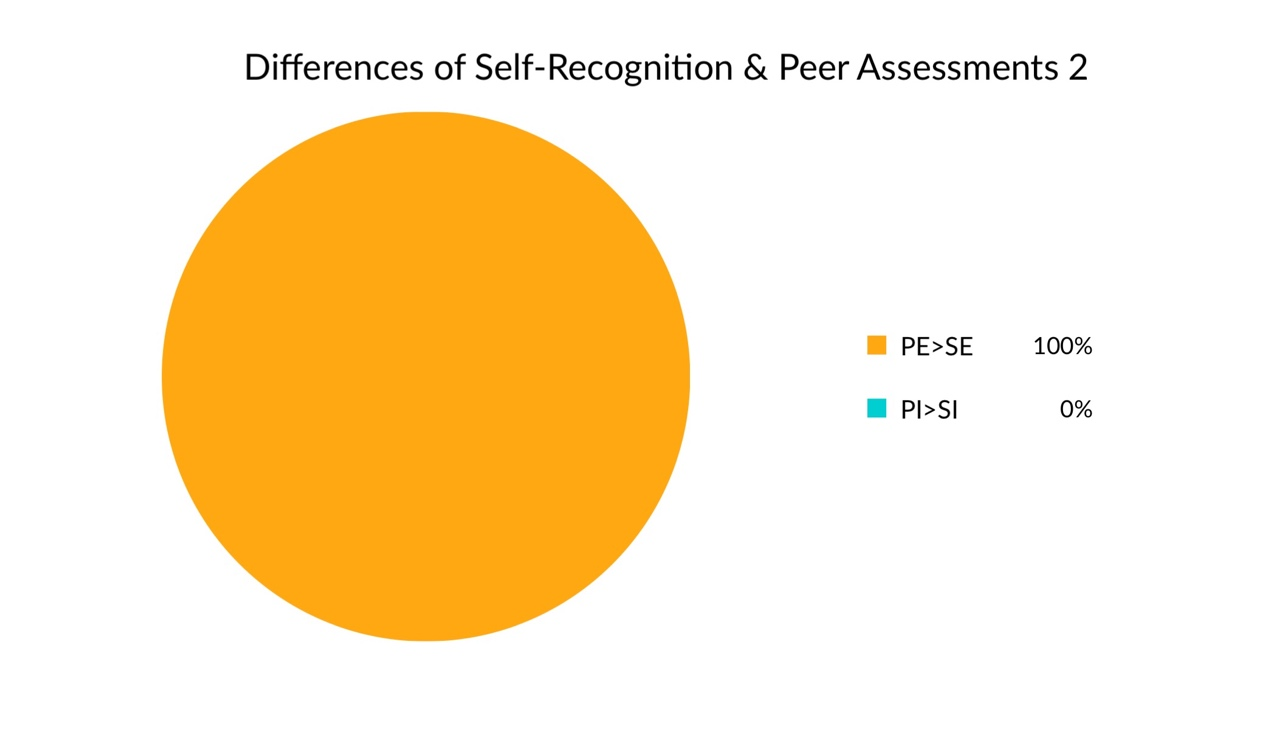 Differences of Self-Recognition & Peer Assessments 2
PE>SE 100%
PI>SI 0%